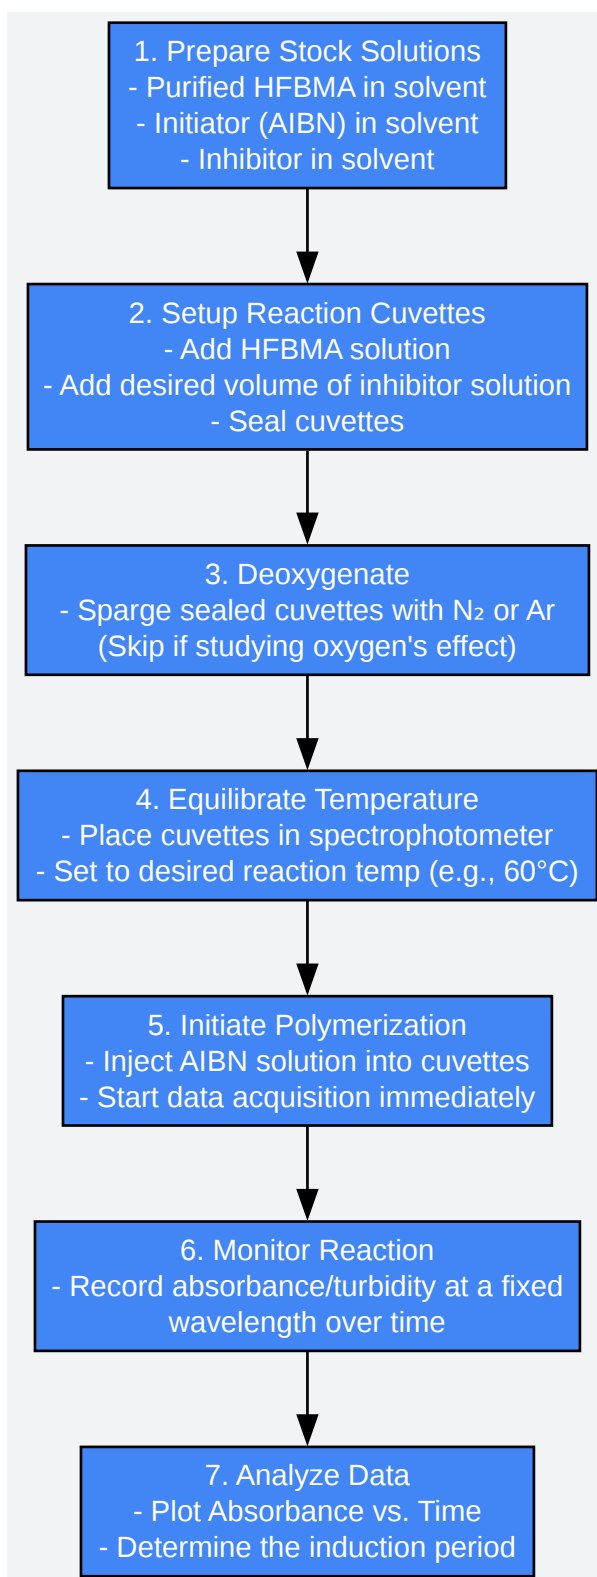 1. Prepare Stock Solutions
- Purified HFBMA in solvent
- Initiator (AIBN) in solvent
- Inhibitor in solvent
2. Setup Reaction Cuvettes
- Add HFBMA solution
- Add desired volume of inhibitor solution
- Seal cuvettes
3. Deoxygenate
- Sparge sealed cuvettes with N₂ or Ar
(Skip if studying oxygen's effect)
4. Equilibrate Temperature
- Place cuvettes in spectrophotometer
- Set to desired reaction temp (e.g., 60°C)
5. Initiate Polymerization
- Inject AIBN solution into cuvettes
- Start data acquisition immediately
6. Monitor Reaction
- Record absorbance/turbidity at a fixed
wavelength over time
7. Analyze Data
- Plot Absorbance vs. Time
- Determine the induction period